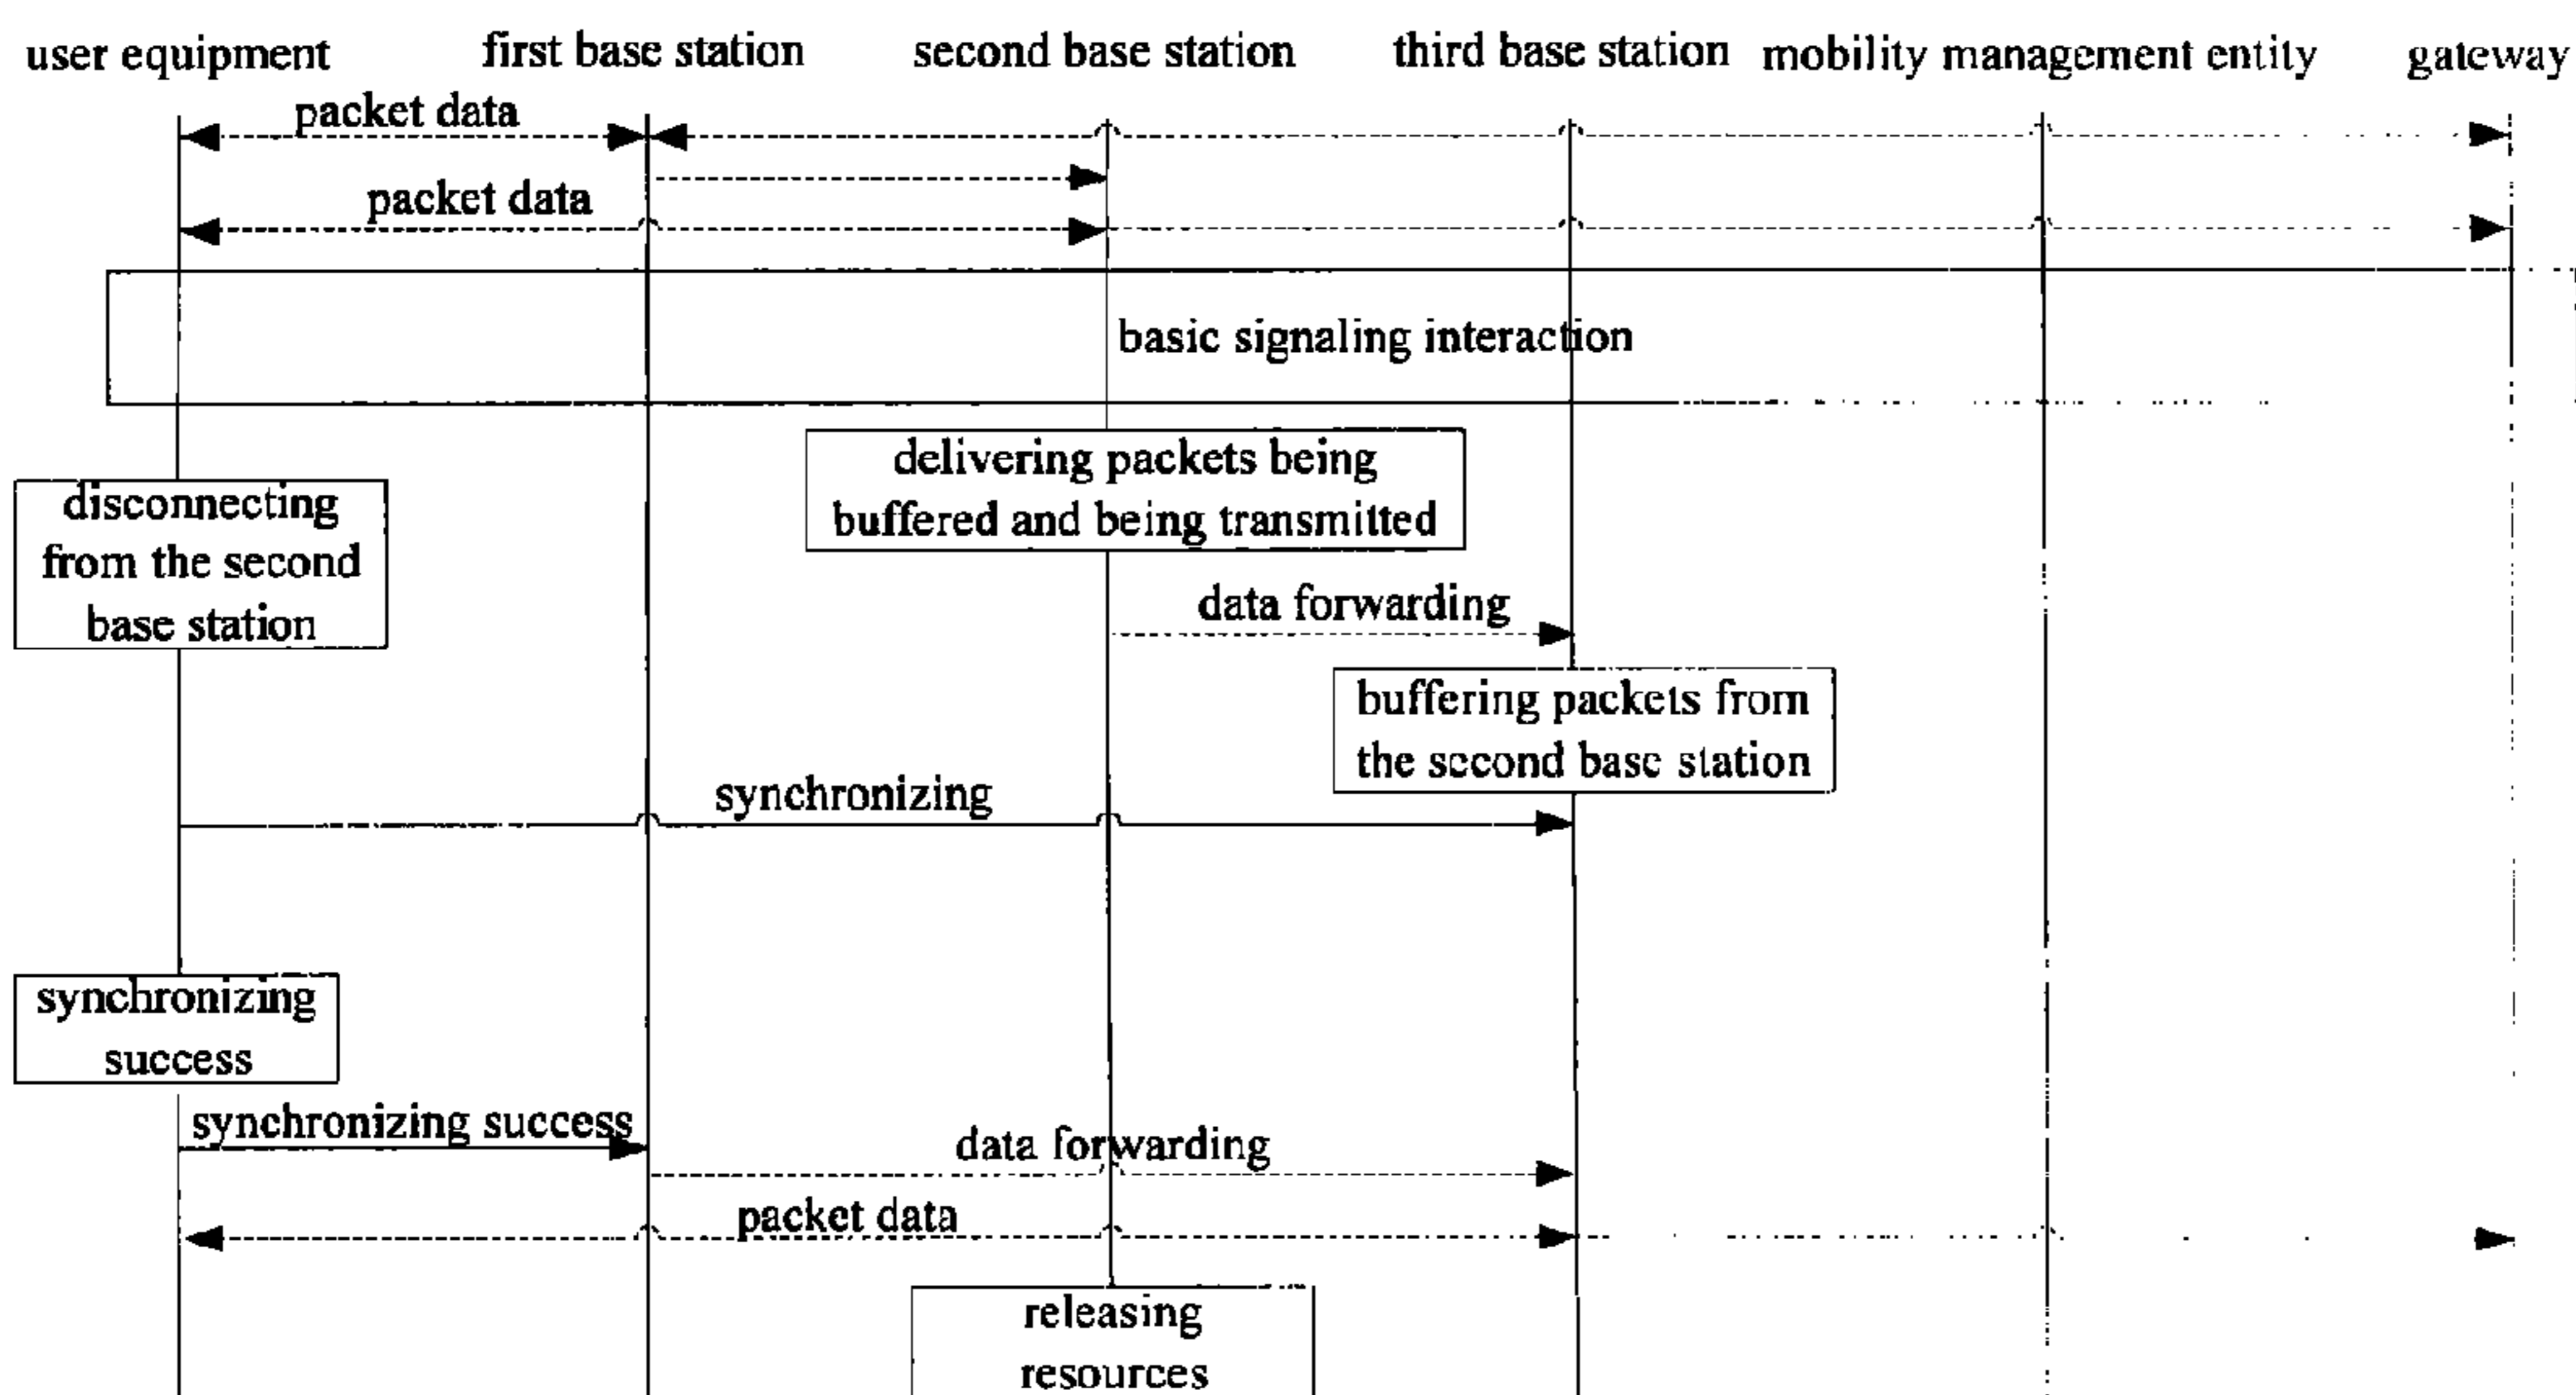 user equipment
first base station
second base station
third base station
mobility management entity
gateway
packet data
packet data
basic signaling interaction
delivering packets being
buffered and being transmitted
disconnecting
from the second
base station
data forwarding
buffering packets from
the second base station
synchronizing
synchronizing
success
synchronizing success
data forwarding
packet data
releasing
resources